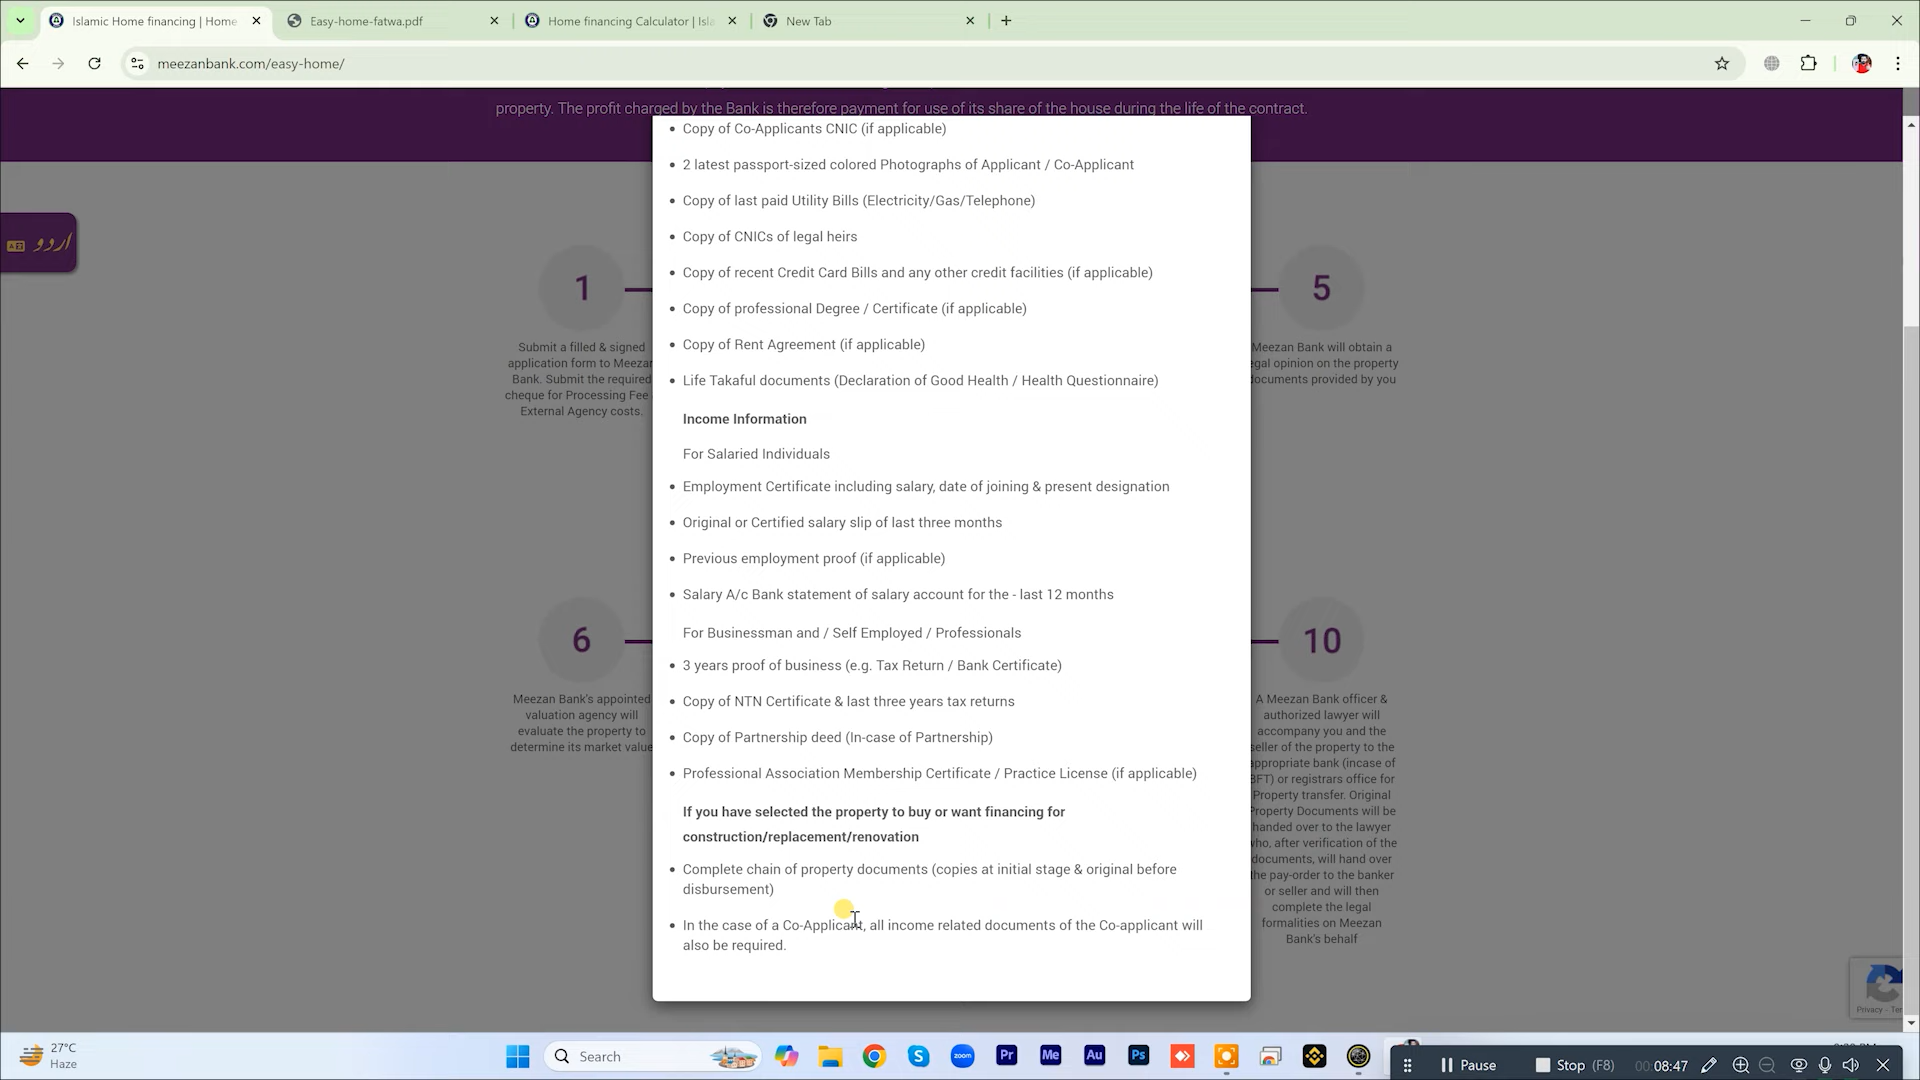 Islamic Home financing | Home
Easy-home-fatwa.pdf
Home financing Calculator | Isla
New Tab
meezanbank.com/easy-home/
property. The profit charged by the Bank is therefore payment for use of its share of the house during the life of the contract.
اردو
• Copy of Co-Applicants CNIC (if applicable)
• 2 latest passport-sized colored Photographs of Applicant / Co-Applicant
• Copy of last paid Utility Bills (Electricity/Gas/Telephone)
• Copy of CNICs of legal heirs
• Copy of recent Credit Card Bills and any other credit facilities (if applicable)
• Copy of professional Degree / Certificate (if applicable)
• Copy of Rent Agreement (if applicable)
• Life Takaful documents (Declaration of Good Health / Health Questionnaire)
Income Information
For Salaried Individuals
• Employment Certificate including salary, date of joining & present designation
• Original or Certified salary slip of last three months
• Previous employment proof (if applicable)
• Salary A/c Bank statement of salary account for the - last 12 months
For Businessman and / Self Employed / Professionals
• 3 years proof of business (e.g. Tax Return / Bank Certificate)
• Copy of NTN Certificate & last three years tax returns
• Copy of Partnership deed (In-case of Partnership)
• Professional Association Membership Certificate / Practice License (if applicable)
If you have selected the property to buy or want financing for
construction/replacement/renovation
• Complete chain of property documents (copies at initial stage & original before
disbursement)
• In the case of a Co-Applicant, all income related documents of the Co-applicant will
also be required.
1
Submit a filled & signed
application form to Meezan
Bank. Submit the required
cheque for Processing Fee
External Agency costs.
5
Meezan Bank will obtain a
legal opinion on the property
documents provided by you
6
Meezan Bank's appointed
valuation agency will
evaluate the property to
determine its market value
10
A Meezan Bank officer &
authorized lawyer will
accompany you and the
seller of the property to the
appropriate bank (incase of
BFT) or registrars office for
Property transfer. Original
Property Documents will be
handed over to the lawyer
who, after verification of the
documents, will hand over
the pay-order to the banker
or seller and will then
complete the legal
formalities on Meezan
Bank's behalf
Privacy - Ter
27°C
Haze
Search
zoom
Pr
Me
Au
Ps
Pause
Stop (F8)
00:08:47